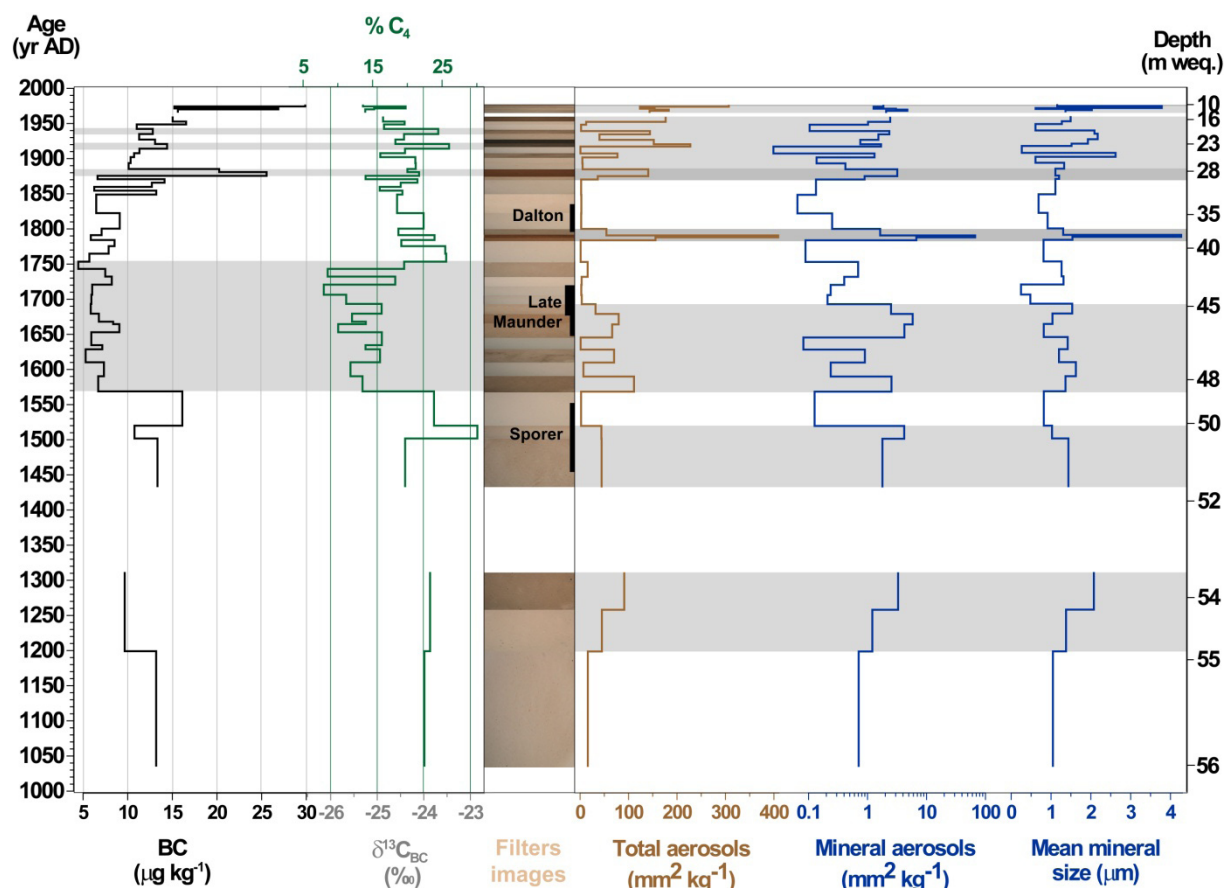 Age
(yr AD)
% C4
Depth
(m weq.)
5 15 25
2000
1950
1900
1850
1800
1750
1700
1650
1600
1550
1500
1450
1400
1350
1300
1250
1200
1150
1100
1050
1000
Dalton
Late
Maunder
Sporer
10
16
23
28
35
40
45
48
50
52
54
55
56
5 10 15 20 25 30
-26 -25 -24 -23
0 100 200 300 400
0.1 1 10 100
0 1 2 3 4
BC
(µg kg-1)
δ13CBC
(‰)
Filters
images
Total aerosols
(mm2 kg-1)
Mineral aerosols
(mm2 kg-1)
Mean mineral
size (µm)